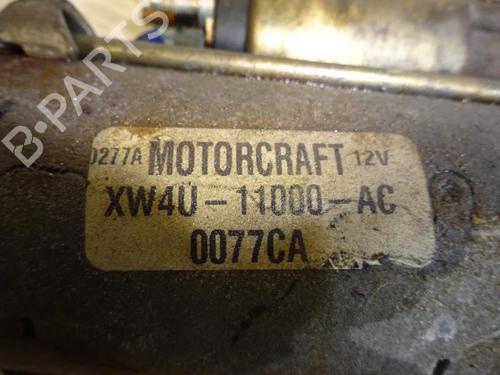 B-PARTS
0277A MOTORCRAFT 12V
XW4U-11000-AC
0077CA